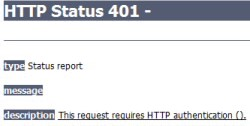 HTTP Status 401 -
type Status report
message
description This request requires HTTP authentication ().